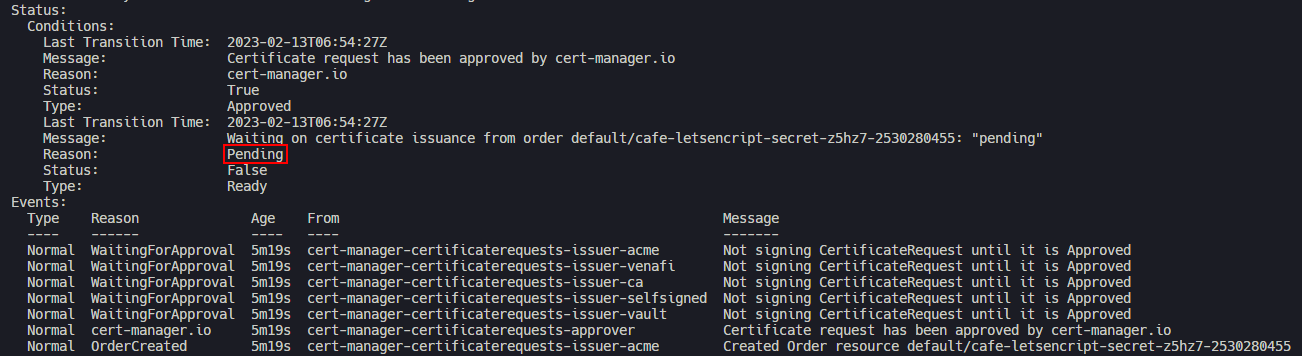 Status:
  Conditions:
    Last Transition Time:  2023-02-13T06:54:27Z
    Message:               Certificate request has been approved by cert-manager.io
    Reason:                cert-manager.io
    Status:                True
    Type:                  Approved
    Last Transition Time:  2023-02-13T06:54:27Z
    Message:               Waiting on certificate issuance from order default/cafe-letsencript-secret-z5hz7-2530280455: "pending"
    Reason:                Pending
    Status:                False
    Type:                  Ready
Events:
  Type    Reason              Age    From                                                Message
  ----    ------              ----   ----                                                -------
  Normal  WaitingForApproval  5m19s  cert-manager-certificaterequests-issuer-acme        Not signing CertificateRequest until it is Approved
  Normal  WaitingForApproval  5m19s  cert-manager-certificaterequests-issuer-venafi      Not signing CertificateRequest until it is Approved
  Normal  WaitingForApproval  5m19s  cert-manager-certificaterequests-issuer-ca          Not signing CertificateRequest until it is Approved
  Normal  WaitingForApproval  5m19s  cert-manager-certificaterequests-issuer-selfsigned  Not signing CertificateRequest until it is Approved
  Normal  WaitingForApproval  5m19s  cert-manager-certificaterequests-issuer-vault       Not signing CertificateRequest until it is Approved
  Normal  cert-manager.io     5m19s  cert-manager-certificaterequests-approver           Certificate request has been approved by cert-manager.io
  Normal  OrderCreated        5m19s  cert-manager-certificaterequests-issuer-acme        Created Order resource default/cafe-letsencript-secret-z5hz7-2530280455